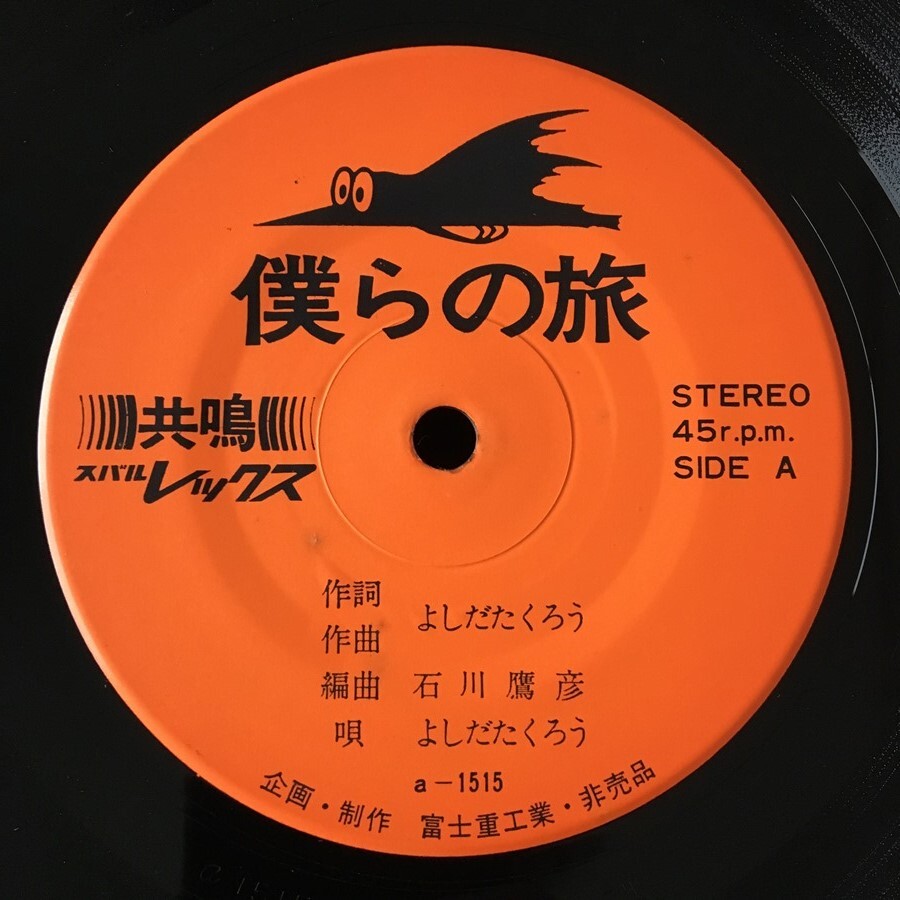 僕らの旅
共鳴
スバル レックス
STEREO
45r.p.m.
SIDE A
作詞
作曲 よしだたくろう
編曲 石川鷹彦
唄 よしだたくろう
a-1515
企画・制作 富士重工業・非売品